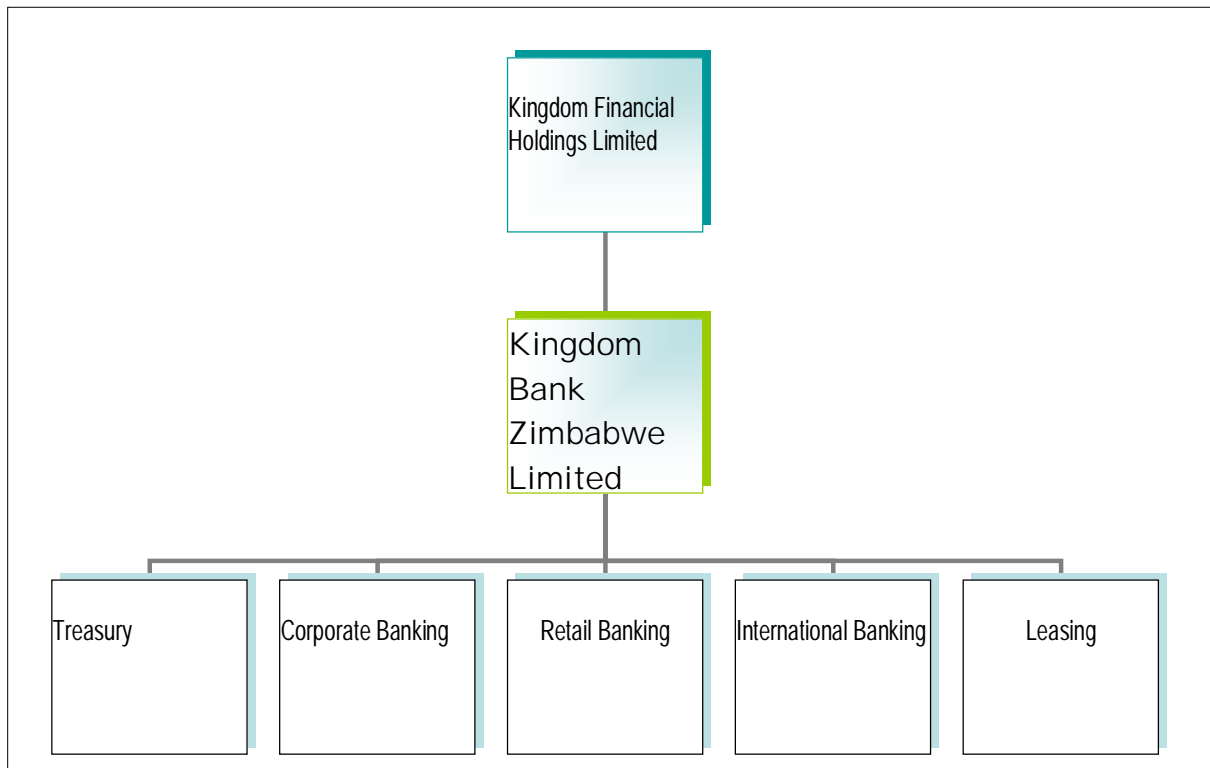 Kingdom Financial
Holdings Limited
Kingdom
Bank
Zimbabwe
Limited
Treasury
Corporate Banking
Retail Banking
International Banking
Leasing